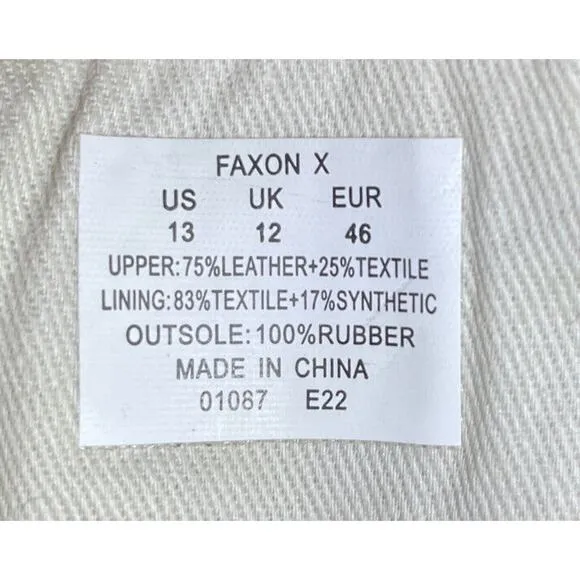 FAXON X
US UK EUR
13 12 46
UPPER:75%LEATHER+25%TEXTILE
LINING:83%TEXTILE+17%SYNTHETIC
OUTSOLE:100%RUBBER
MADE IN CHINA
01087 E22